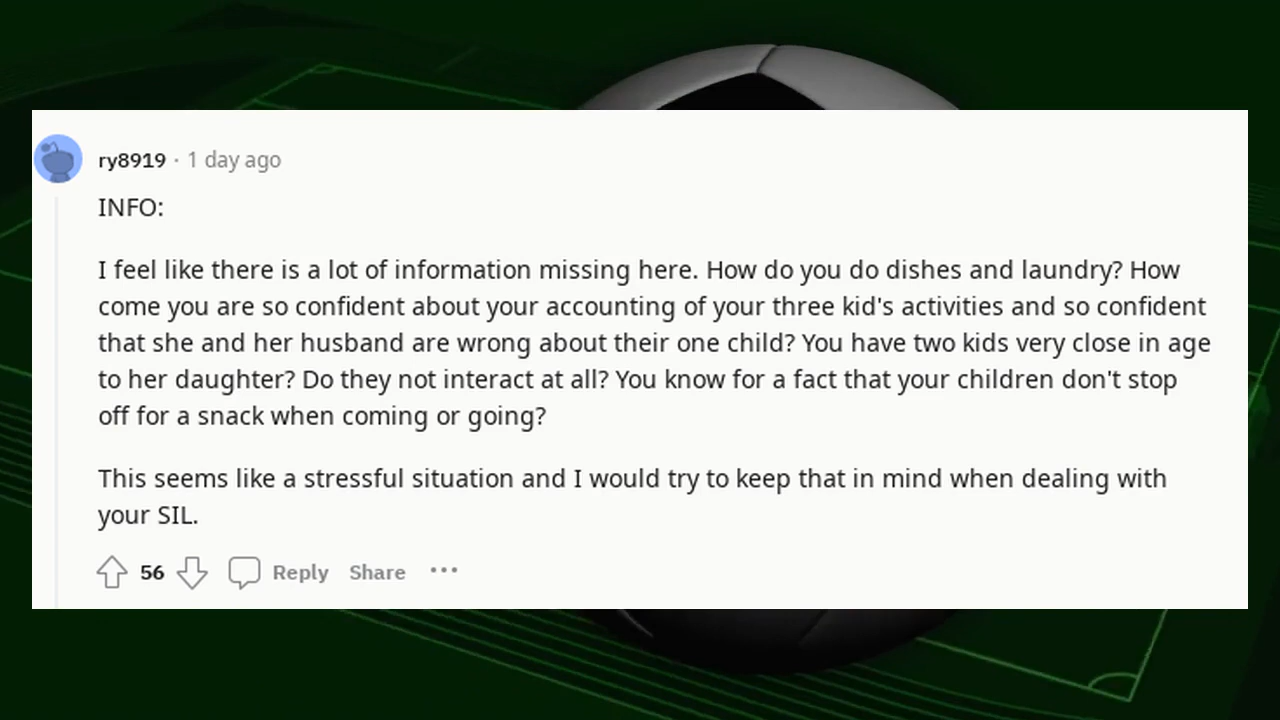 ry8919 · 1 day ago
INFO:
I feel like there is a lot of information missing here. How do you do dishes and laundry? How
come you are so confident about your accounting of your three kid's activities and so confident
that she and her husband are wrong about their one child? You have two kids very close in age
to her daughter? Do they not interact at all? You know for a fact that your children don't stop
off for a snack when coming or going?
This seems like a stressful situation and I would try to keep that in mind when dealing with
your SIL.
56 Reply Share ···